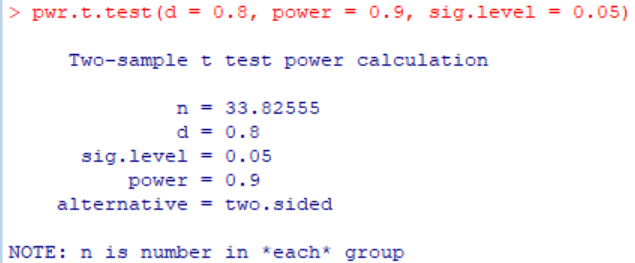 > pwr.t.test(d = 0.8, power = 0.9, sig.level = 0.05)
Two-sample t test power calculation
n = 33.82555
d = 0.8
sig.level = 0.05
power = 0.9
alternative = two.sided
NOTE: n is number in *each* group